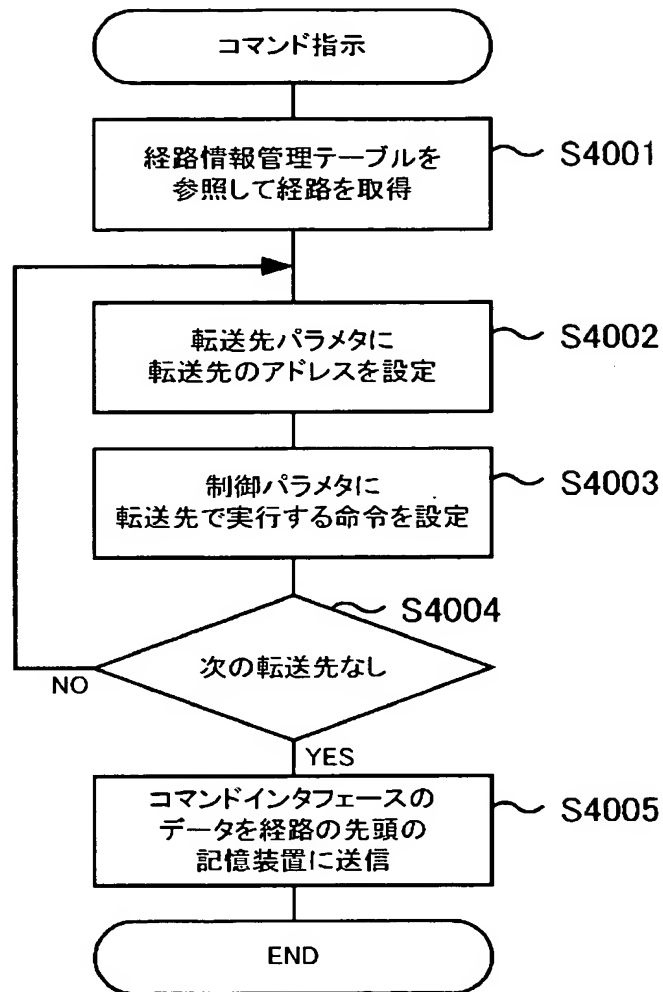 コマンド指示
経路情報管理テーブルを
参照して経路を取得
S4001
転送先パラメタに
転送先のアドレスを設定
S4002
制御パラメタに
転送先で実行する命令を設定
S4003
S4004
次の転送先なし
NO
YES
コマンドインタフェースの
データを経路の先頭の
記憶装置に送信
S4005
END